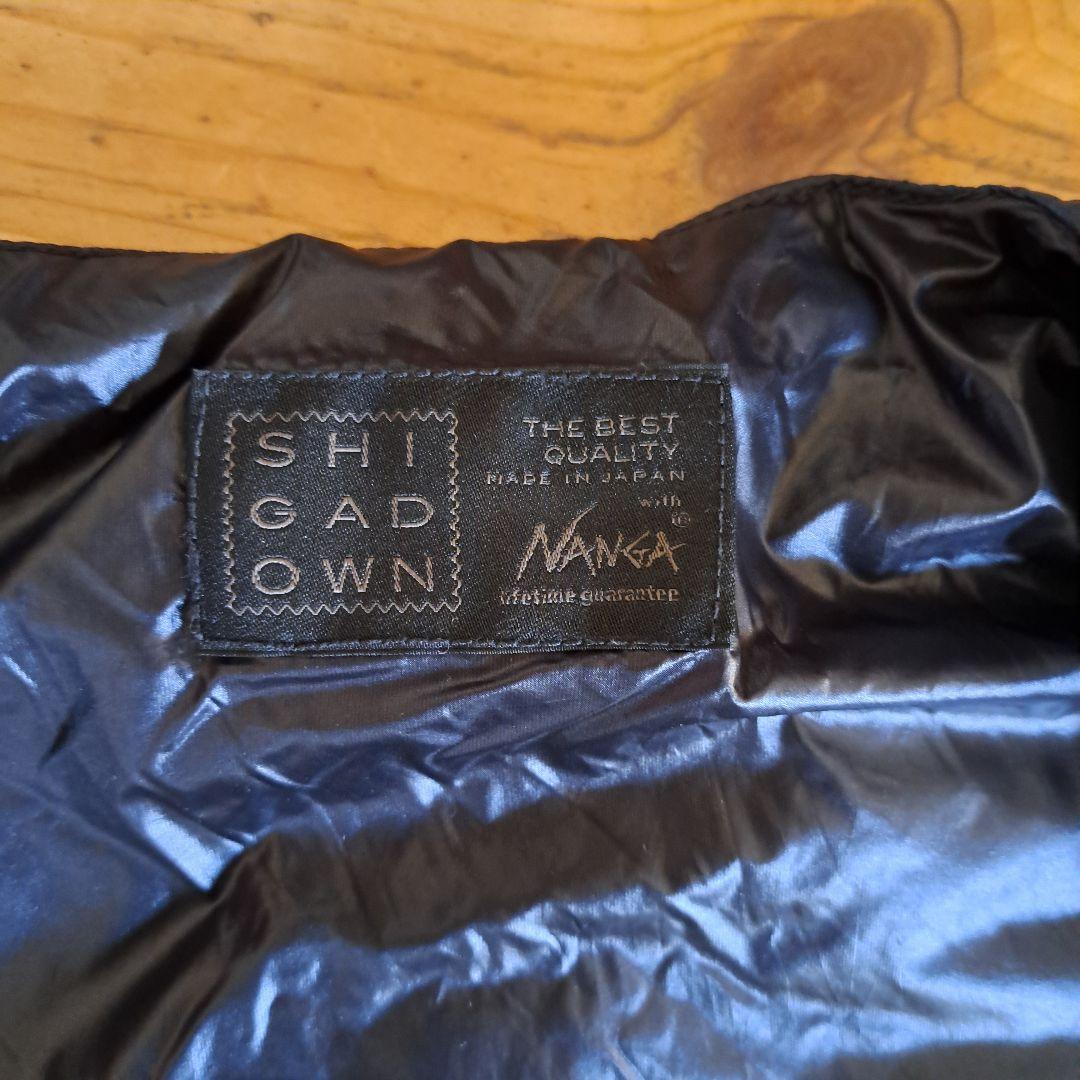 SHI
GAD
OWN
THE BEST
QUALITY
MADE IN JAPAN
with
NANGA®
lifetime guarantee